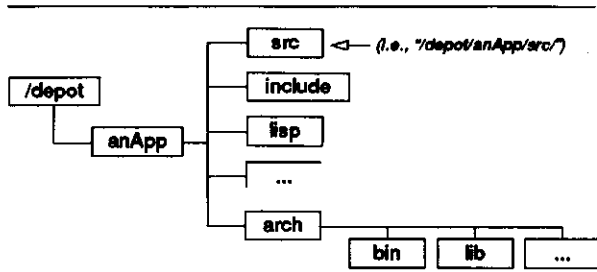 src
(i.e., "/depot/anApp/src/")
/depot
include
anApp
lisp
...
arch
bin
lib
...